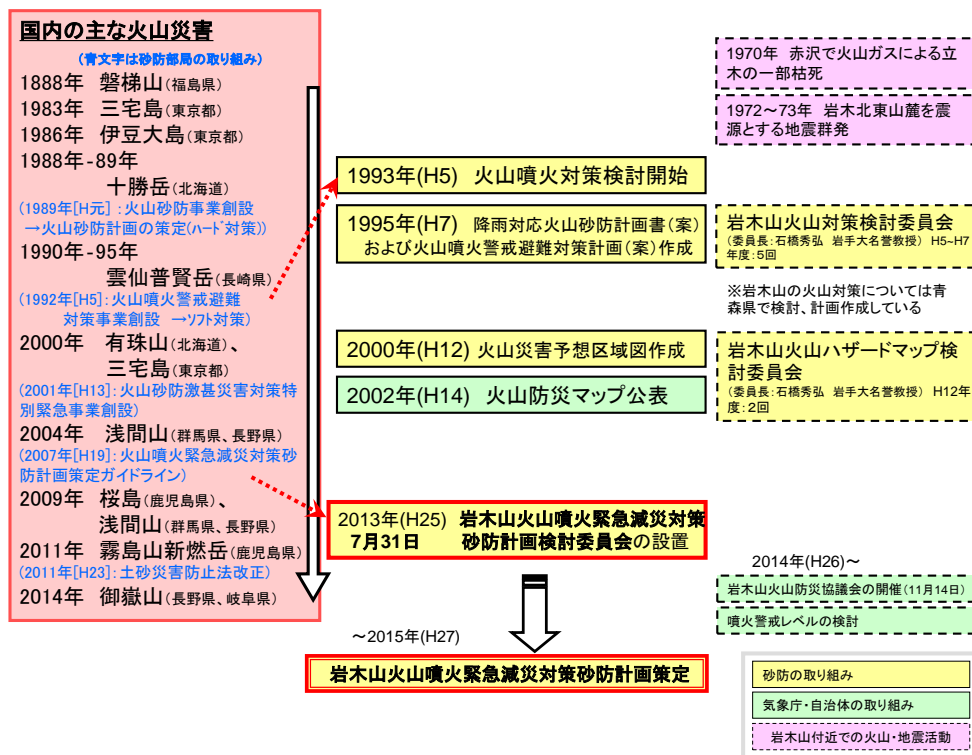 国内の主な火山災害
(青文字は砂防部局の取り組み)
1888年 磐梯山(福島県)
1983年 三宅島(東京都)
1986年 伊豆大島(東京都)
1988年-89年
十勝岳(北海道)
(1989年[H元]:火山砂防事業創設
→火山砂防計画の策定(ハード対策))
1990年-95年
雲仙普賢岳(長崎県)
(1992年[H5]:火山噴火警戒避難
対策事業創設 →ソフト対策)
2000年 有珠山(北海道)、
三宅島(東京都)
(2001年[H13]:火山砂防激甚災害対策特
別緊急事業創設)
2004年 浅間山(群馬県、長野県)
(2007年[H19]:火山噴火緊急減災対策砂
防計画策定ガイドライン)
2009年 桜島(鹿児島県)、
浅間山(群馬県、長野県)
2011年 霧島山新燃岳(鹿児島県)
(2011年[H23]:土砂災害防止法改正)
2014年 御嶽山(長野県、岐阜県)
1993年(H5) 火山噴火対策検討開始
1995年(H7) 降雨対応火山砂防計画書(案)
および火山噴火警戒避難対策計画(案)作成
2000年(H12) 火山災害予想区域図作成
2002年(H14) 火山防災マップ公表
2013年(H25) 岩木山火山噴火緊急減災対策
7月31日 砂防計画検討委員会の設置
~2015年(H27)
岩木山火山噴火緊急減災対策砂防計画策定
1970年 赤沢で火山ガスによる立
木の一部枯死
1972~73年 岩木北東山麓を震
源とする地震群発
岩木山火山対策検討委員会
(委員長:石橋秀弘 岩手大名誉教授) H5~H7
年度:5回
※岩木山の火山対策については青
森県で検討、計画作成している
岩木山火山ハザードマップ検
討委員会
(委員長:石橋秀弘 岩手大名誉教授) H12年
度:2回
2014年(H26)~
岩木山火山防災協議会の開催(11月14日)
噴火警戒レベルの検討
砂防の取り組み
気象庁・自治体の取り組み
岩木山付近での火山・地震活動